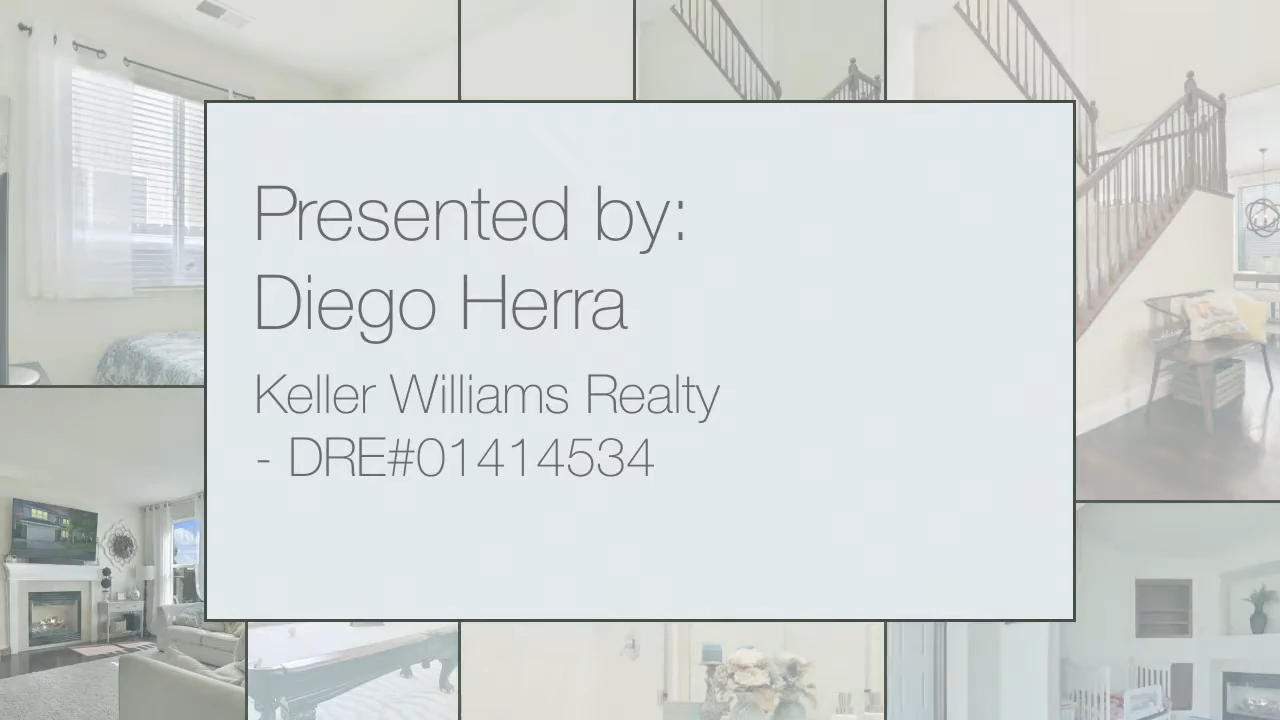 Presented by:
Diego Herra
Keller Williams Realty
- DRE#01414534